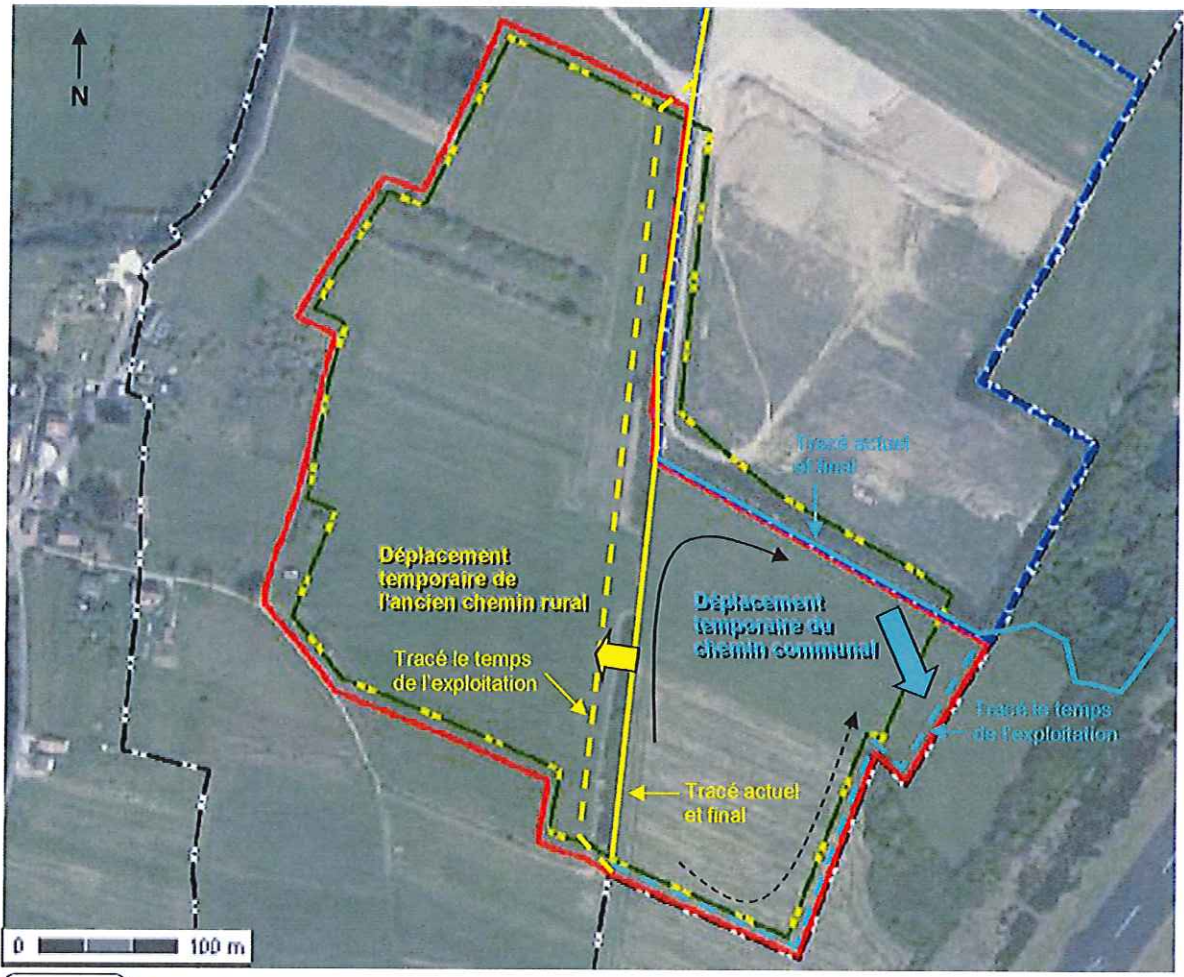 N
Tracé actuel
et final
Déplacement
temporaire de
l'ancien chemin rural
Déplacement
temporaire du
chemin communal
Tracé le temps
de l'exploitation
Tracé le temps
de l'exploitation
Tracé actuel
et final
0 100 m